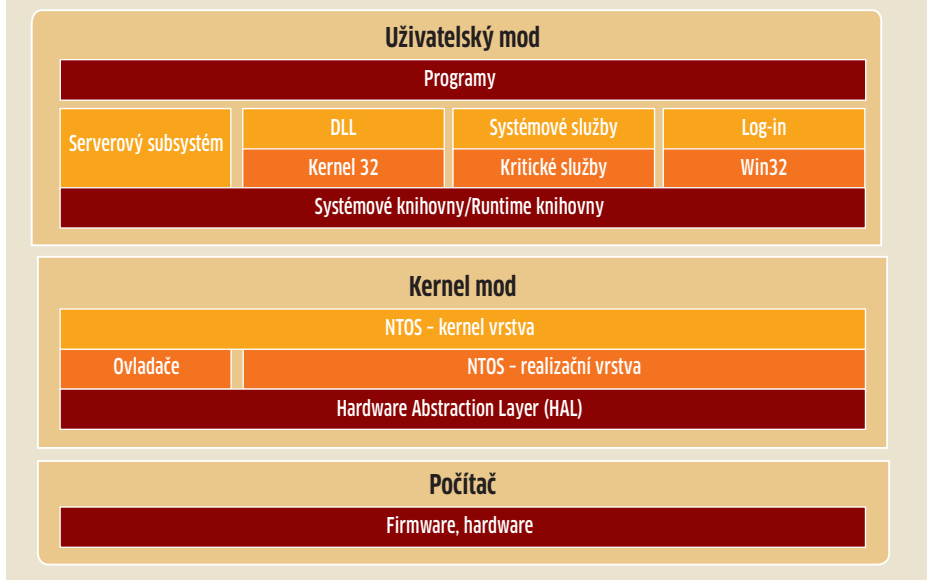 Uživatelský mod
Programy
Serverový subsystém
DLL
Systémové služby
Log-in
Kernel 32
Kritické služby
Win32
Systémové knihovny/Runtime knihovny
Kernel mod
NTOS – kernel vrstva
Ovladače
NTOS – realizační vrstva
Hardware Abstraction Layer (HAL)
Počítač
Firmware, hardware